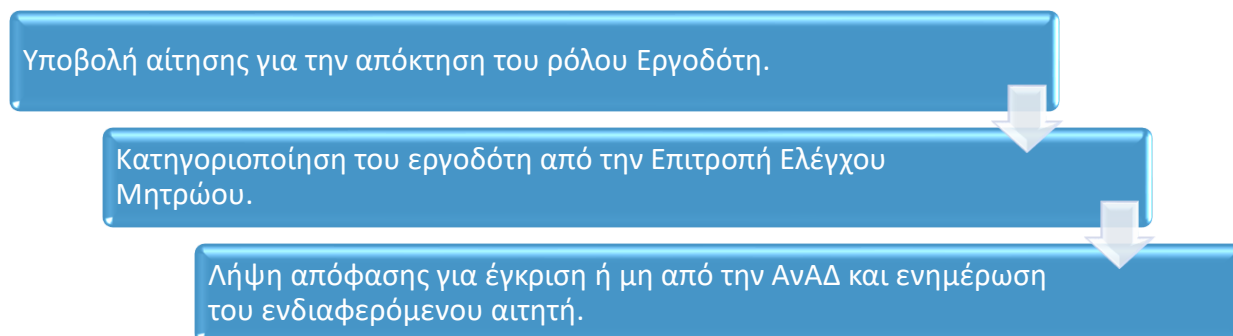 Υποβολή αίτησης για την απόκτηση του ρόλου Εργοδότη.
Κατηγοριοποίηση του εργοδότη από την Επιτροπή Ελέγχου
Μητρώου.
Λήψη απόφασης για έγκριση ή μη από την ΑνΑΔ και ενημέρωση
του ενδιαφερόμενου αιτητή.